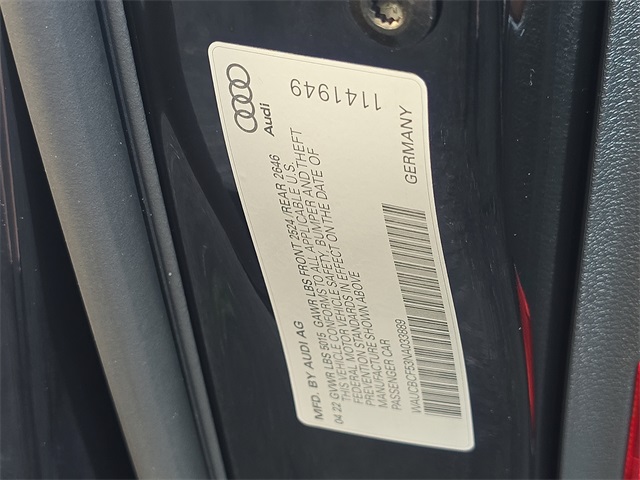 Audi
1141949
MFD. BY AUDI AG
GERMANY
04.22 GVWR LBS 5015 GAWR LBS FRONT 2524 /REAR 2646
THIS VEHICLE CONFORMS TO ALL APPLICABLE U.S.
FEDERAL MOTOR VEHICLE SAFETY, BUMPER AND THEFT
PREVENTION STANDARDS IN EFFECT ON THE DATE OF
MANUFACTURE SHOWN ABOVE
PASSENGER CAR
WAUCBCF53NA033889